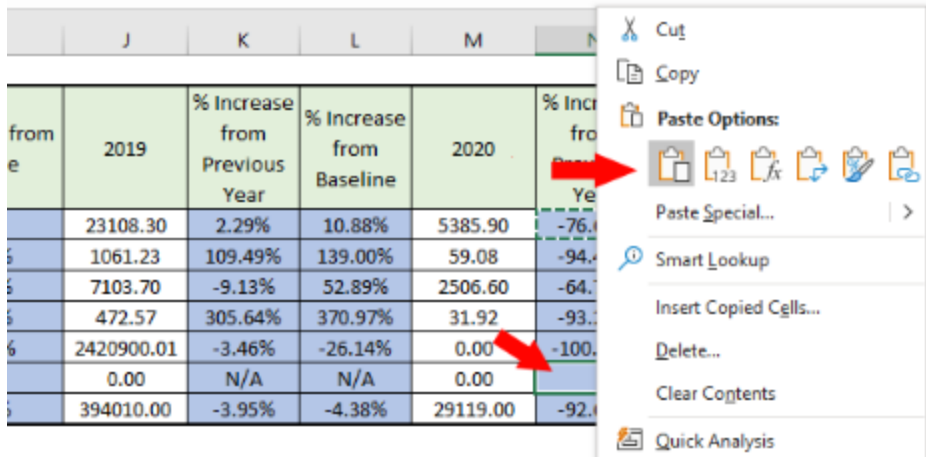 J K L M
from
e
2019
% Increase
from
Previous
Year
% Increase
from
Baseline
2020
% Incr
fro
Ye
23108.30 2.29% 10.88% 5385.90 -76.
1061.23 109.49% 139.00% 59.08 -94.
7103.70 -9.13% 52.89% 2506.60 -64.
472.57 305.64% 370.97% 31.92 -93.
2420900.01 -3.46% -26.14% 0.00 -100.
0.00 N/A N/A 0.00
394010.00 -3.95% -4.38% 29119.00 -92.
Cut
Copy
Paste Options:
123 fx
Paste Special...
Smart Lookup
Insert Copied Cells...
Delete...
Clear Contents
Quick Analysis